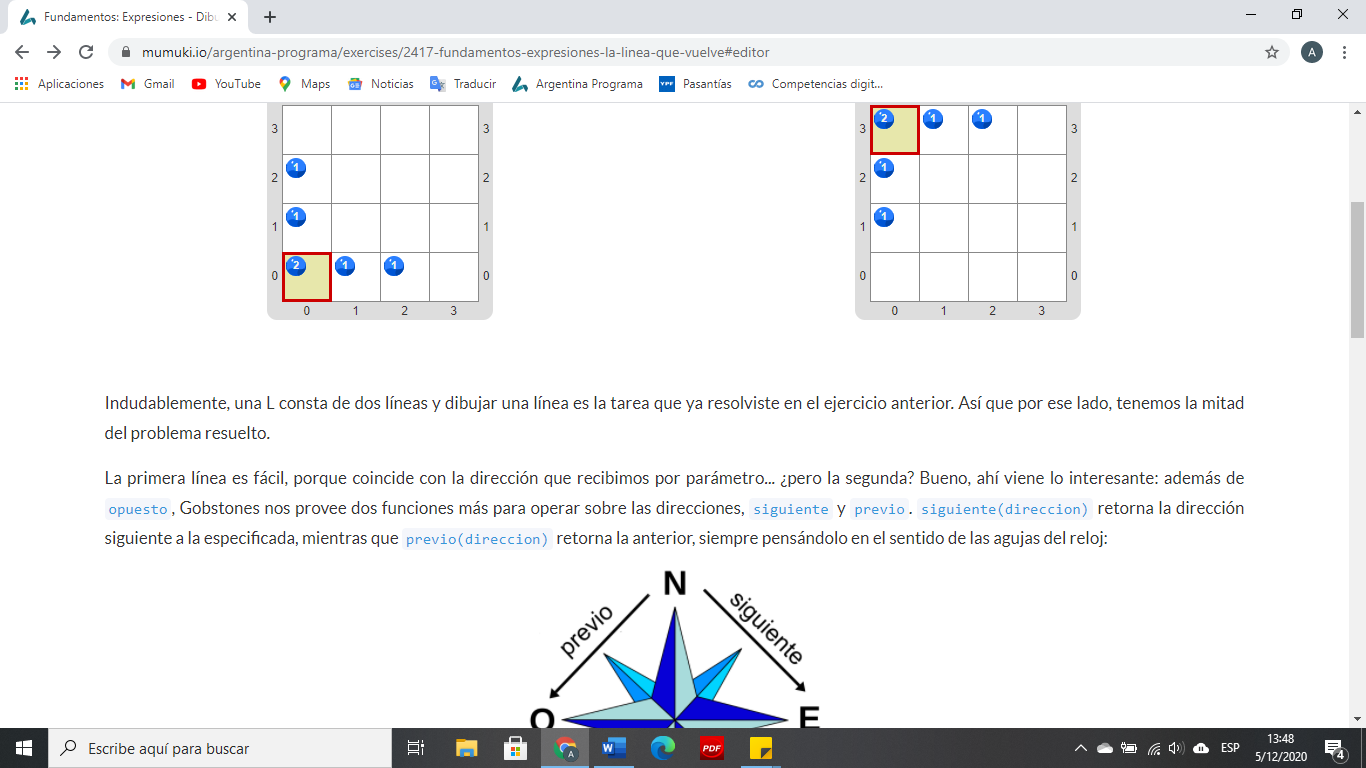 Fundamentos: Expresiones - Dibu
mumuki.io/argentina-programa/exercises/2417-fundamentos-expresiones-la-linea-que-vuelve#editor
A
Aplicaciones Gmail YouTube Maps Noticias Traducir Argentina Programa YPF Pasantías Competencias digit...
3 3 3 2 1 1 3
2 1 2 2 1 2
1 1 1 1 1 1
0 2 1 1 0 0 0
0 1 2 3 0 1 2 3
Indudablemente, una L consta de dos líneas y dibujar una línea es la tarea que ya resolviste en el ejercicio anterior. Así que por ese lado, tenemos la mitad
del problema resuelto.
La primera línea es fácil, porque coincide con la dirección que recibimos por parámetro... ¿pero la segunda? Bueno, ahí viene lo interesante: además de
opuesto, Gobstones nos provee dos funciones más para operar sobre las direcciones, siguiente y previo. siguiente(direccion) retorna la dirección
siguiente a la especificada, mientras que previo(direccion) retorna la anterior, siempre pensándolo en el sentido de las agujas del reloj:
N
previo siguiente
O E
Escribe aquí para buscar
A
W
PDF
ESP
13:48
5/12/2020
4